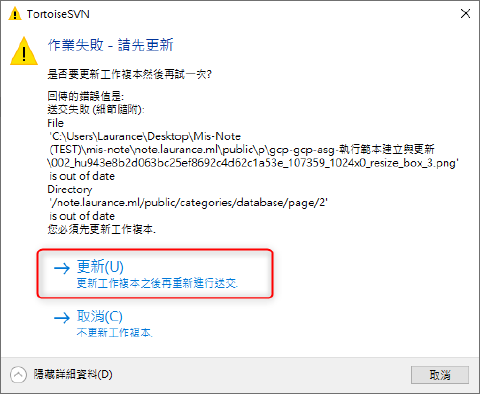 TortoiseSVN
作業失敗 - 請先更新
是否要更新工作複本然後再試一次?
回傳的錯誤值是:
送交失敗 (細節隨附):
File
'C:\Users\Laurance\Desktop\Mis-Note
(TEST)\mis-note\note.laurance.ml\public\p\gcp-gcp-asg-執行範本建立與更新
\002_hu943e8b2d063bc25ef8692c4d62c1a53e_107359_1024x0_resize_box_3.png'
is out of date
Directory
'/note.laurance.ml/public/categories/database/page/2'
is out of date
您必須先更新工作複本.
更新(U)
更新工作複本之後再重新進行送交.
取消(C)
不更新工作複本.
隱藏詳細資料(D)
取消